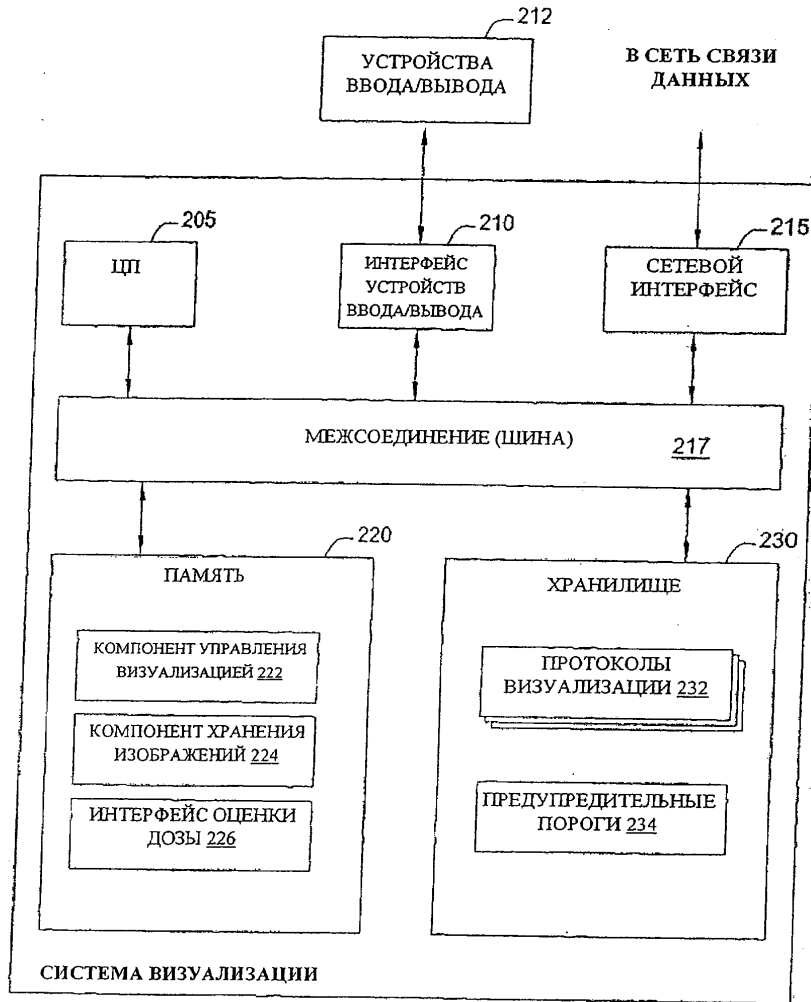 212
УСТРОЙСТВА
ВВОДА/ВЫВОДА
В СЕТЬ СВЯЗИ
ДАННЫХ
205
ЦП
210
ИНТЕРФЕЙС
УСТРОЙСТВ
ВВОДА/ВЫВОДА
215
СЕТЕВОЙ
ИНТЕРФЕЙС
МЕЖСОЕДИНЕНИЕ (ШИНА) 217
220
ПАМЯТЬ
КОМПОНЕНТ УПРАВЛЕНИЯ
ВИЗУАЛИЗАЦИЕЙ 222
КОМПОНЕНТ ХРАНЕНИЯ
ИЗОБРАЖЕНИЙ 224
ИНТЕРФЕЙС ОЦЕНКИ
ДОЗЫ 226
230
ХРАНИЛИЩЕ
ПРОТОКОЛЫ
ВИЗУАЛИЗАЦИИ 232
ПРЕДУПРЕДИТЕЛЬНЫЕ
ПОРОГИ 234
СИСТЕМА ВИЗУАЛИЗАЦИИ